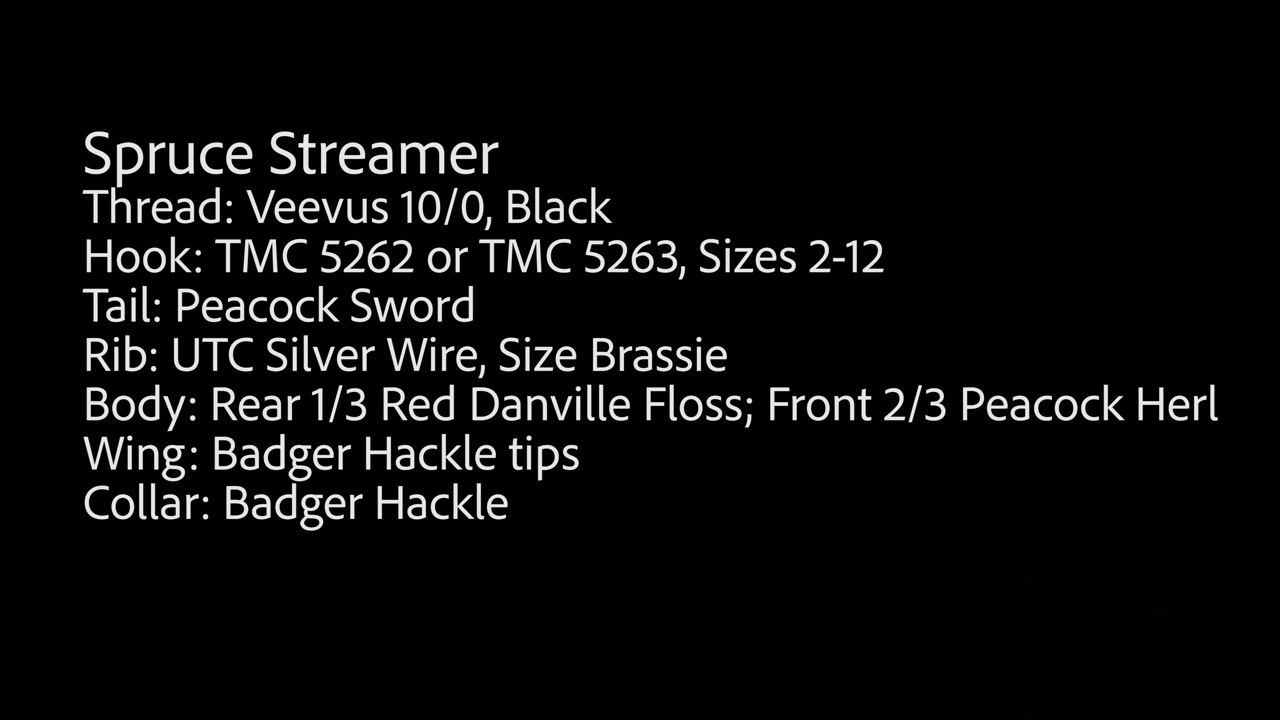 Spruce Streamer
Thread: Veevus 10/0, Black
Hook: TMC 5262 or TMC 5263, Sizes 2-12
Tail: Peacock Sword
Rib: UTC Silver Wire, Size Brassie
Body: Rear 1/3 Red Danville Floss; Front 2/3 Peacock Herl
Wing: Badger Hackle tips
Collar: Badger Hackle